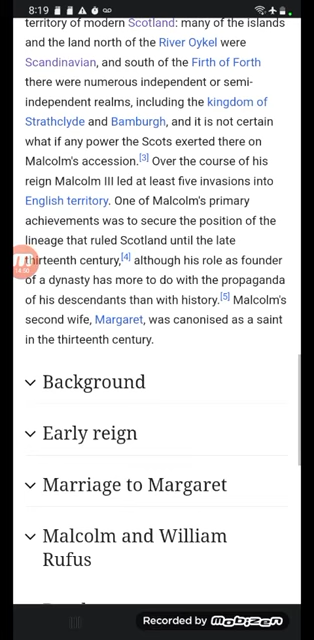 8:19
territory of modern Scotland: many of the islands
and the land north of the River Oykel were
Scandinavian, and south of the Firth of Forth
there were numerous independent or semi-
independent realms, including the kingdom of
Strathclyde and Bamburgh, and it is not certain
what if any power the Scots exerted there on
Malcolm's accession.[3] Over the course of his
reign Malcolm III led at least five invasions into
English territory. One of Malcolm's primary
achievements was to secure the position of the
lineage that ruled Scotland until the late
thirteenth century,[4] although his role as founder
of a dynasty has more to do with the propaganda
of his descendants than with history.[5] Malcolm's
second wife, Margaret, was canonised as a saint
in the thirteenth century.
Background
Early reign
Marriage to Margaret
Malcolm and William
Rufus
Recorded by Mobizen